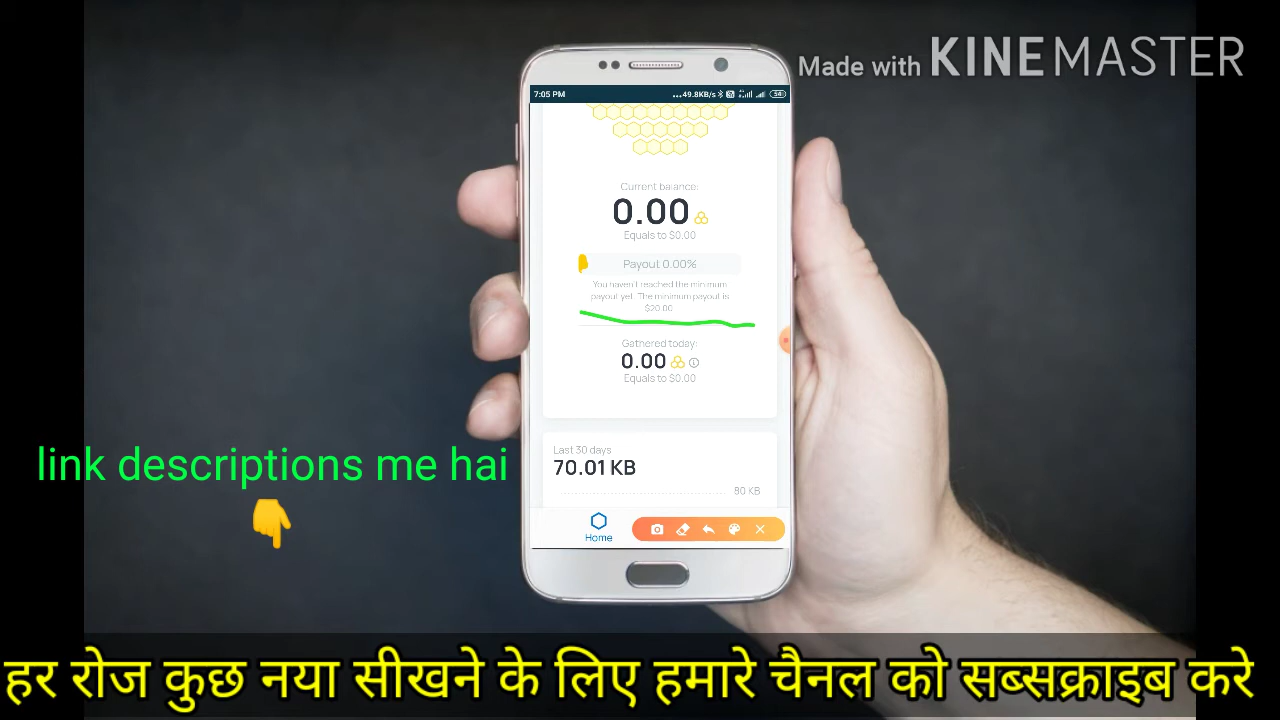 Made with KINEMASTER
7:05 PM
...49.8KB/s
54
Current balance:
0.00
Equals to $0.00
Payout 0.00%
You haven't reached the minimum
payout yet. The minimum payout is
$20.00
Gathered today:
0.00
Equals to $0.00
Last 30 days
70.01 KB
80 KB
Home
link descriptions me hai
हर रोज कुछ नया सीखने के लिए हमारे चैनल को सब्सक्राइब करे